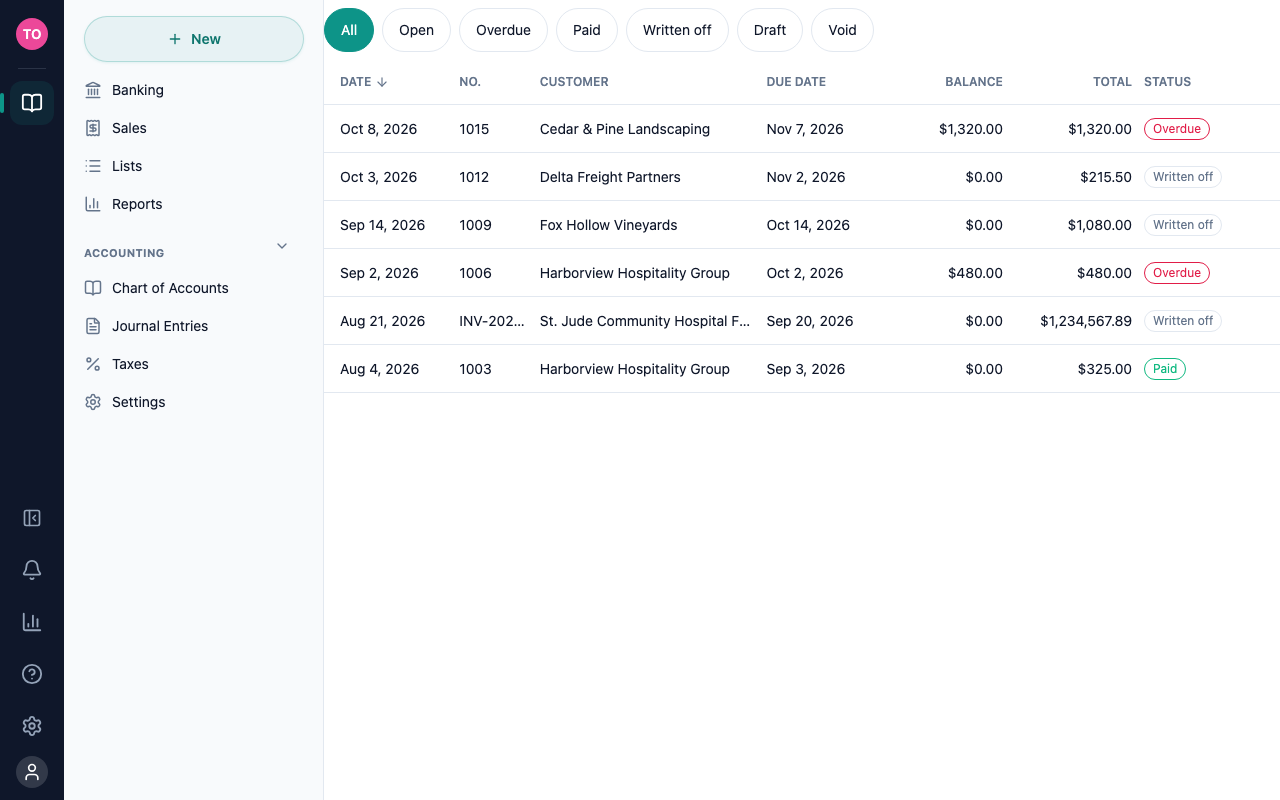 TO
New
Banking
Sales
Lists
Reports
ACCOUNTING
Chart of Accounts
Journal Entries
Taxes
Settings
All Open Overdue Paid Written off Draft Void
DATE NO. CUSTOMER DUE DATE BALANCE TOTAL STATUS
Oct 8, 2026 1015 Cedar & Pine Landscaping Nov 7, 2026 $1,320.00 $1,320.00 Overdue
Oct 3, 2026 1012 Delta Freight Partners Nov 2, 2026 $0.00 $215.50 Written off
Sep 14, 2026 1009 Fox Hollow Vineyards Oct 14, 2026 $0.00 $1,080.00 Written off
Sep 2, 2026 1006 Harborview Hospitality Group Oct 2, 2026 $480.00 $480.00 Overdue
Aug 21, 2026 INV-202... St. Jude Community Hospital F... Sep 20, 2026 $0.00 $1,234,567.89 Written off
Aug 4, 2026 1003 Harborview Hospitality Group Sep 3, 2026 $0.00 $325.00 Paid